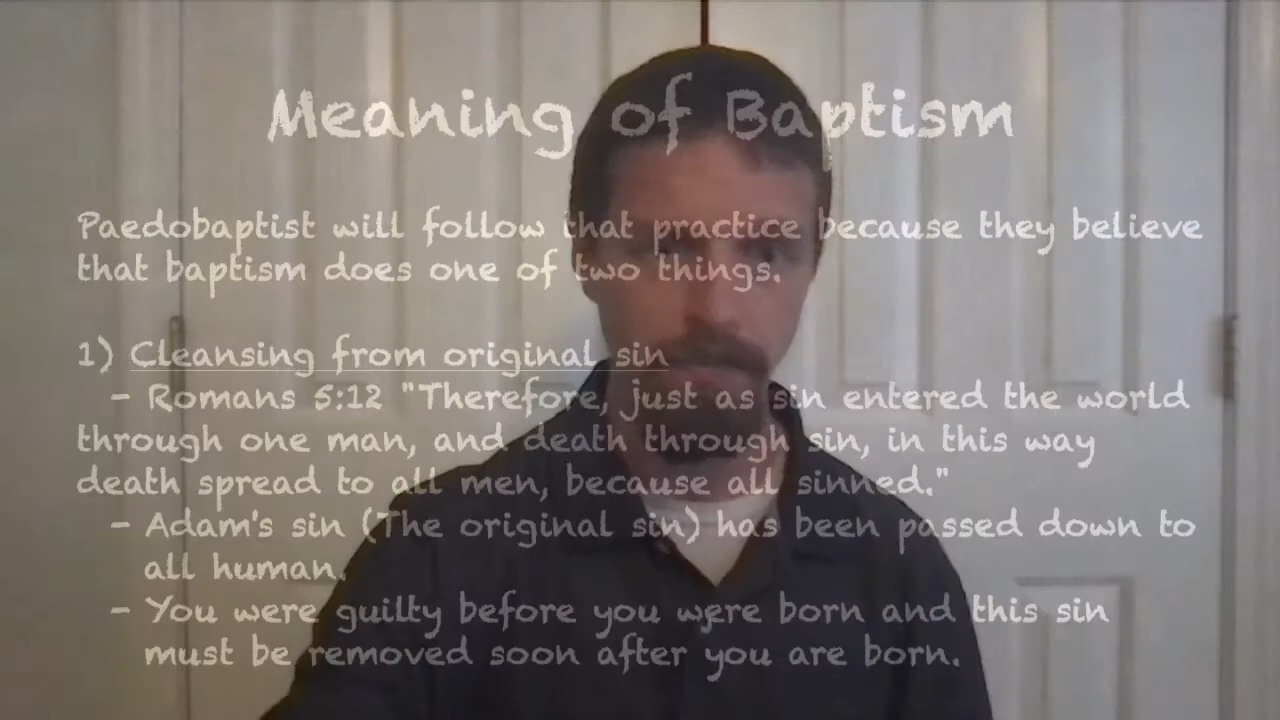 Meaning of Baptism
Paedobaptist will follow that practice because they believe
that baptism does one of two things.
1) Cleansing from original sin
- Romans 5:12 "Therefore, just as sin entered the world
through one man, and death through sin, in this way
death spread to all men, because all sinned."
- Adam's sin (The original sin) has been passed down to
all human.
- You were guilty before you were born and this sin
must be removed soon after you are born.